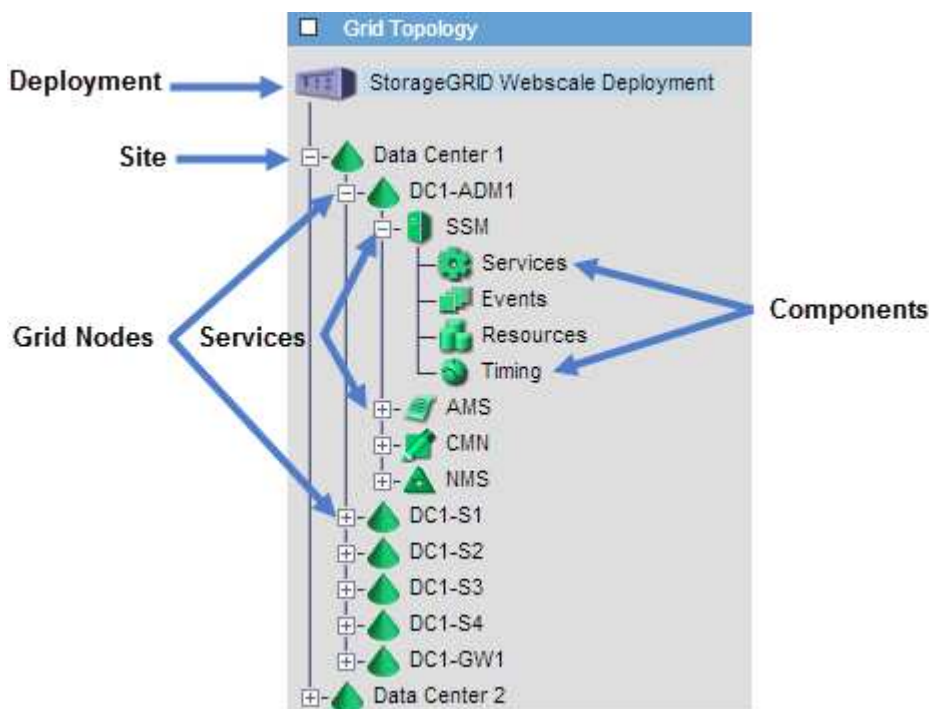 Grid Topology
Deployment
StorageGRID Webscale Deployment
Site
Data Center 1
DC1-ADM1
SSM
Services
Events
Components
Grid Nodes
Services
Resources
Timing
AMS
CMN
NMS
DC1-S1
DC1-S2
DC1-S3
DC1-S4
DC1-GW1
Data Center 2